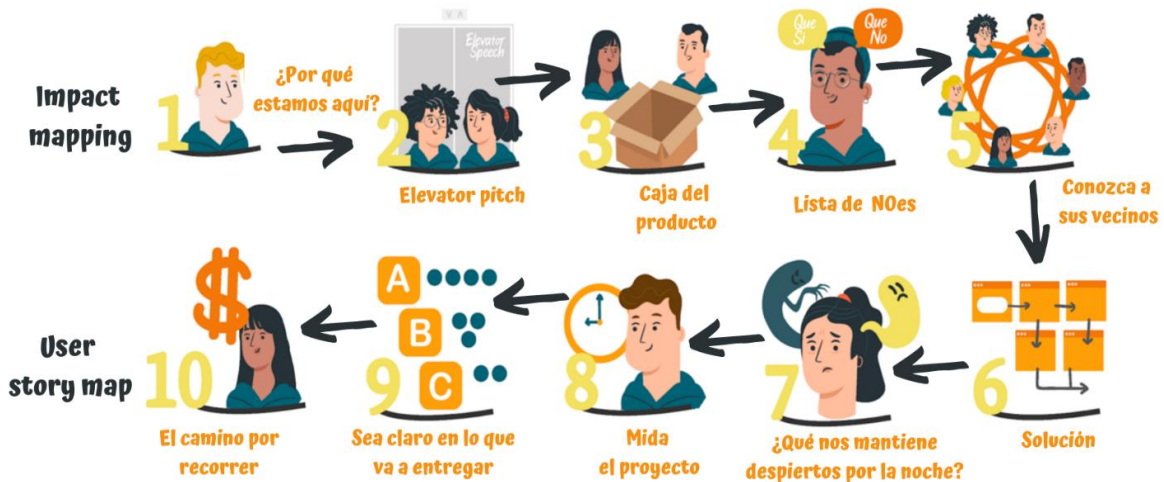 Impact
mapping
1
¿Por qué
estamos aquí?
Elevator
Speech
2
Elevator pitch
3
Caja del
producto
Que
Sí
Que
No
4
Lista de NOes
5
Conozca a
sus vecinos
User
story map
10
El camino por
recorrer
A
B
C
9
Sea claro en lo que
va a entregar
8
Mida
el proyecto
7
¿Qué nos mantiene
despiertos por la noche?
6
Solución